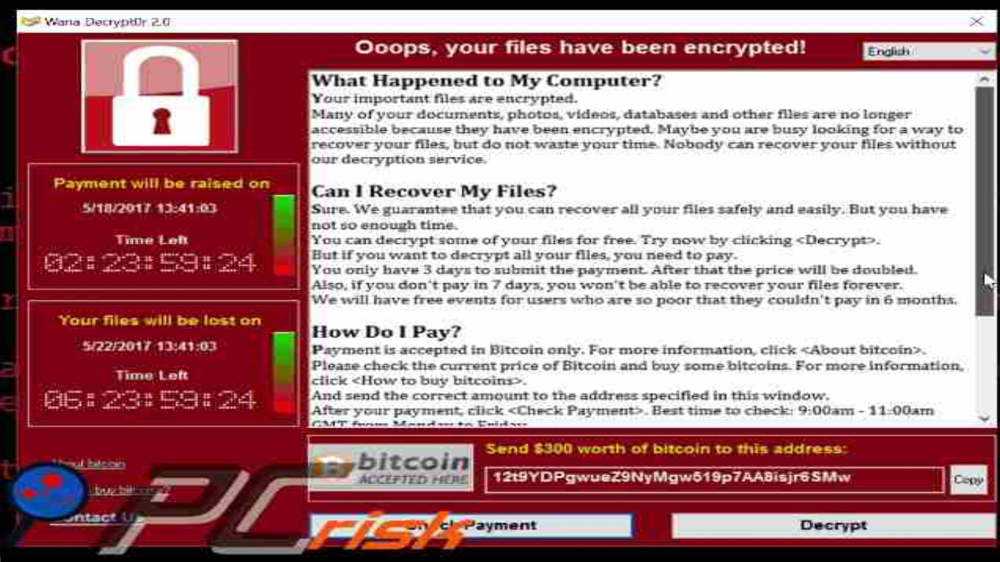 Wana Decrypt0r 2.0
Ooops, your files have been encrypted!
English
What Happened to My Computer?
Your important files are encrypted.
Many of your documents, photos, videos, databases and other files are no longer
accessible because they have been encrypted. Maybe you are busy looking for a way to
recover your files, but do not waste your time. Nobody can recover your files without
our decryption service.
Can I Recover My Files?
Sure. We guarantee that you can recover all your files safely and easily. But you have
not so enough time.
You can decrypt some of your files for free. Try now by clicking <Decrypt>.
But if you want to decrypt all your files, you need to pay.
You only have 3 days to submit the payment. After that the price will be doubled.
Also, if you don't pay in 7 days, you won't be able to recover your files forever.
We will have free events for users who are so poor that they couldn't pay in 6 months.
How Do I Pay?
Payment is accepted in Bitcoin only. For more information, click <About bitcoin>.
Please check the current price of Bitcoin and buy some bitcoins. For more information,
click <How to buy bitcoins>.
And send the correct amount to the address specified in this window.
After your payment, click <Check Payment>. Best time to check: 9:00am - 11:00am
GMT from Monday to Friday.
Payment will be raised on
5/18/2017 13:41:03
Time Left
02:23:59:24
Your files will be lost on
5/22/2017 13:41:03
Time Left
06:23:59:24
About bitcoin
buy bitcoins?
Contact Us
bitcoin
ACCEPTED HERE
Send $300 worth of bitcoin to this address:
12t9YDPgwueZ9NyMgw519p7AA8isjr6SMw
Copy
Check Payment
Decrypt
PCrisk